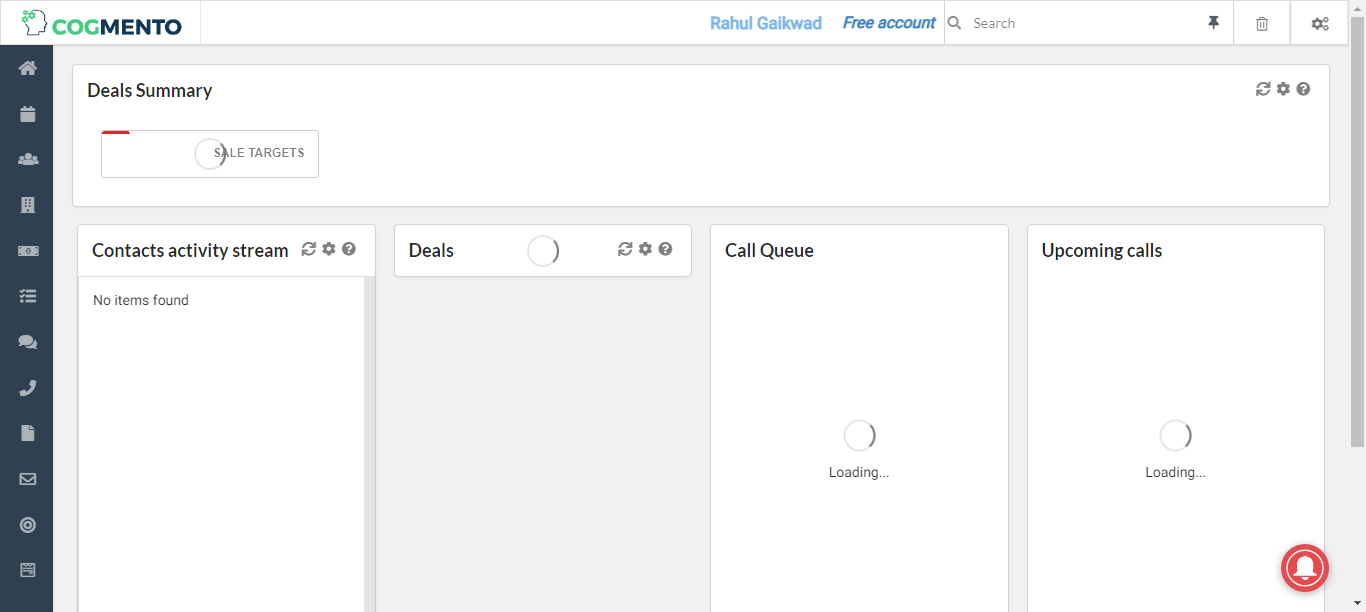 COGMENTO
Rahul Gaikwad
Free account
Search
Deals Summary
SALE TARGETS
Contacts activity stream
No items found
Deals
Call Queue
Loading...
Upcoming calls
Loading...